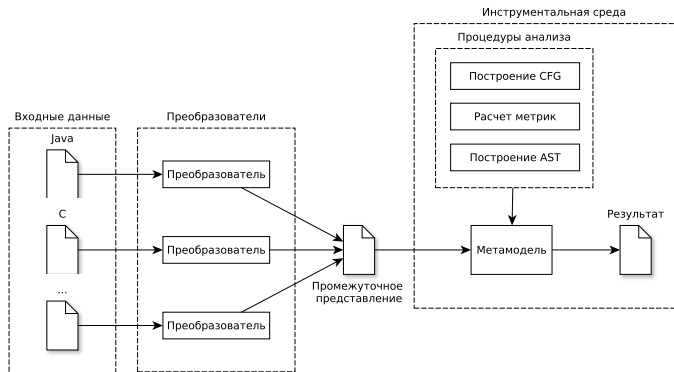 Инструментальная среда
Процедуры анализа
Построение CFG
Расчет метрик
Построение AST
Входные данные
Преобразователи
Java
Преобразователь
C
Преобразователь
...
Преобразователь
Промежуточное
представление
Метамодель
Результат